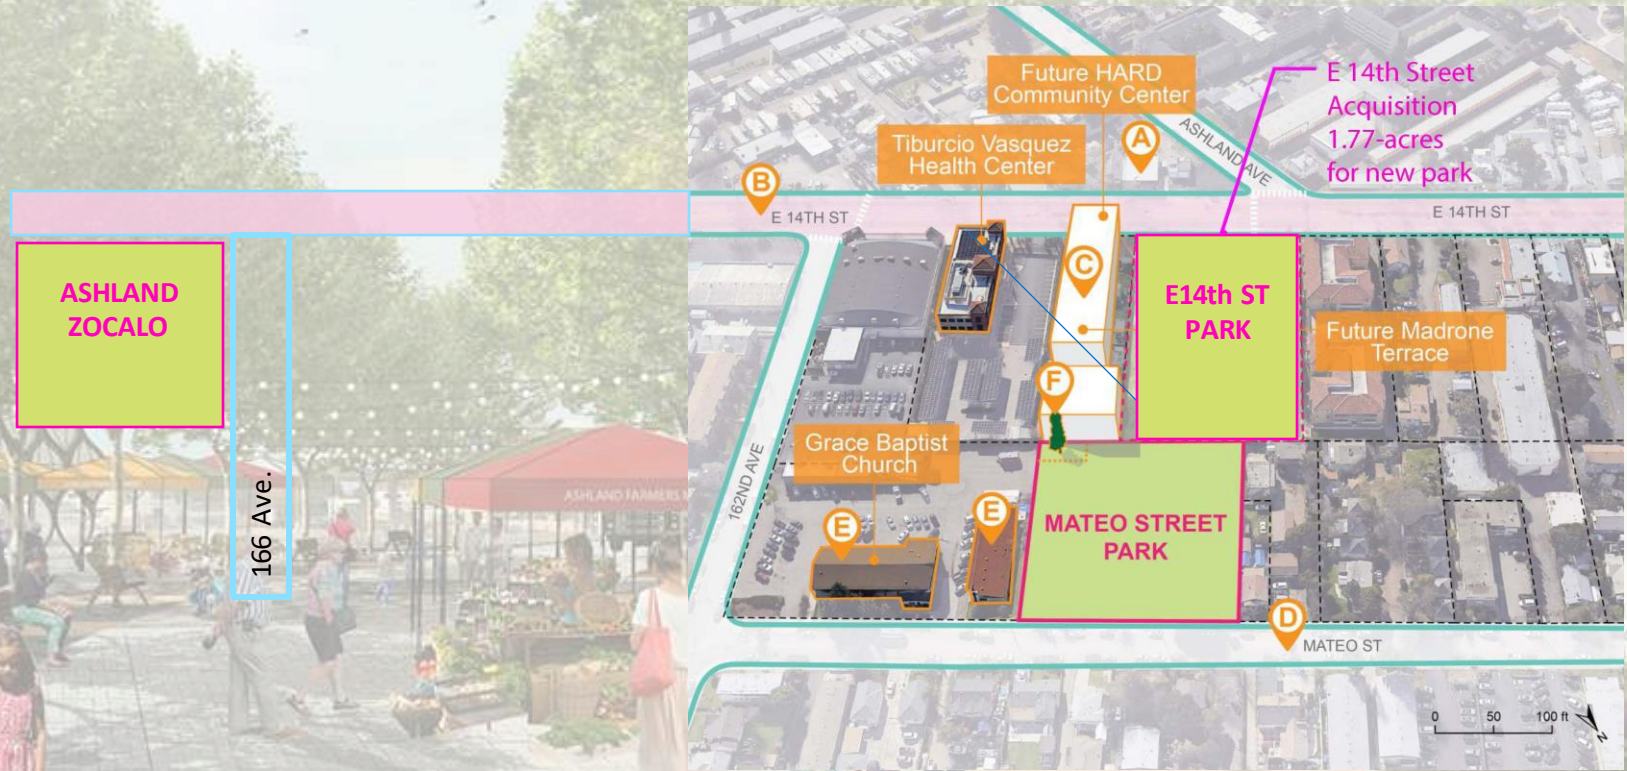 ASHLAND
ZOCALO
166 Ave.
ASHLAND FARMERS M
Future HARD
Community Center
Tiburcio Vasquez
Health Center
A
B
E 14TH ST
ASHLAND AVE
E 14th Street
Acquisition
1.77-acres
for new park
E 14TH ST
C
E14th ST
PARK
Future Madrone
Terrace
F
Grace Baptist
Church
162ND AVE
E
E
MATEO STREET
PARK
D
MATEO ST
0 50 100 ft
N